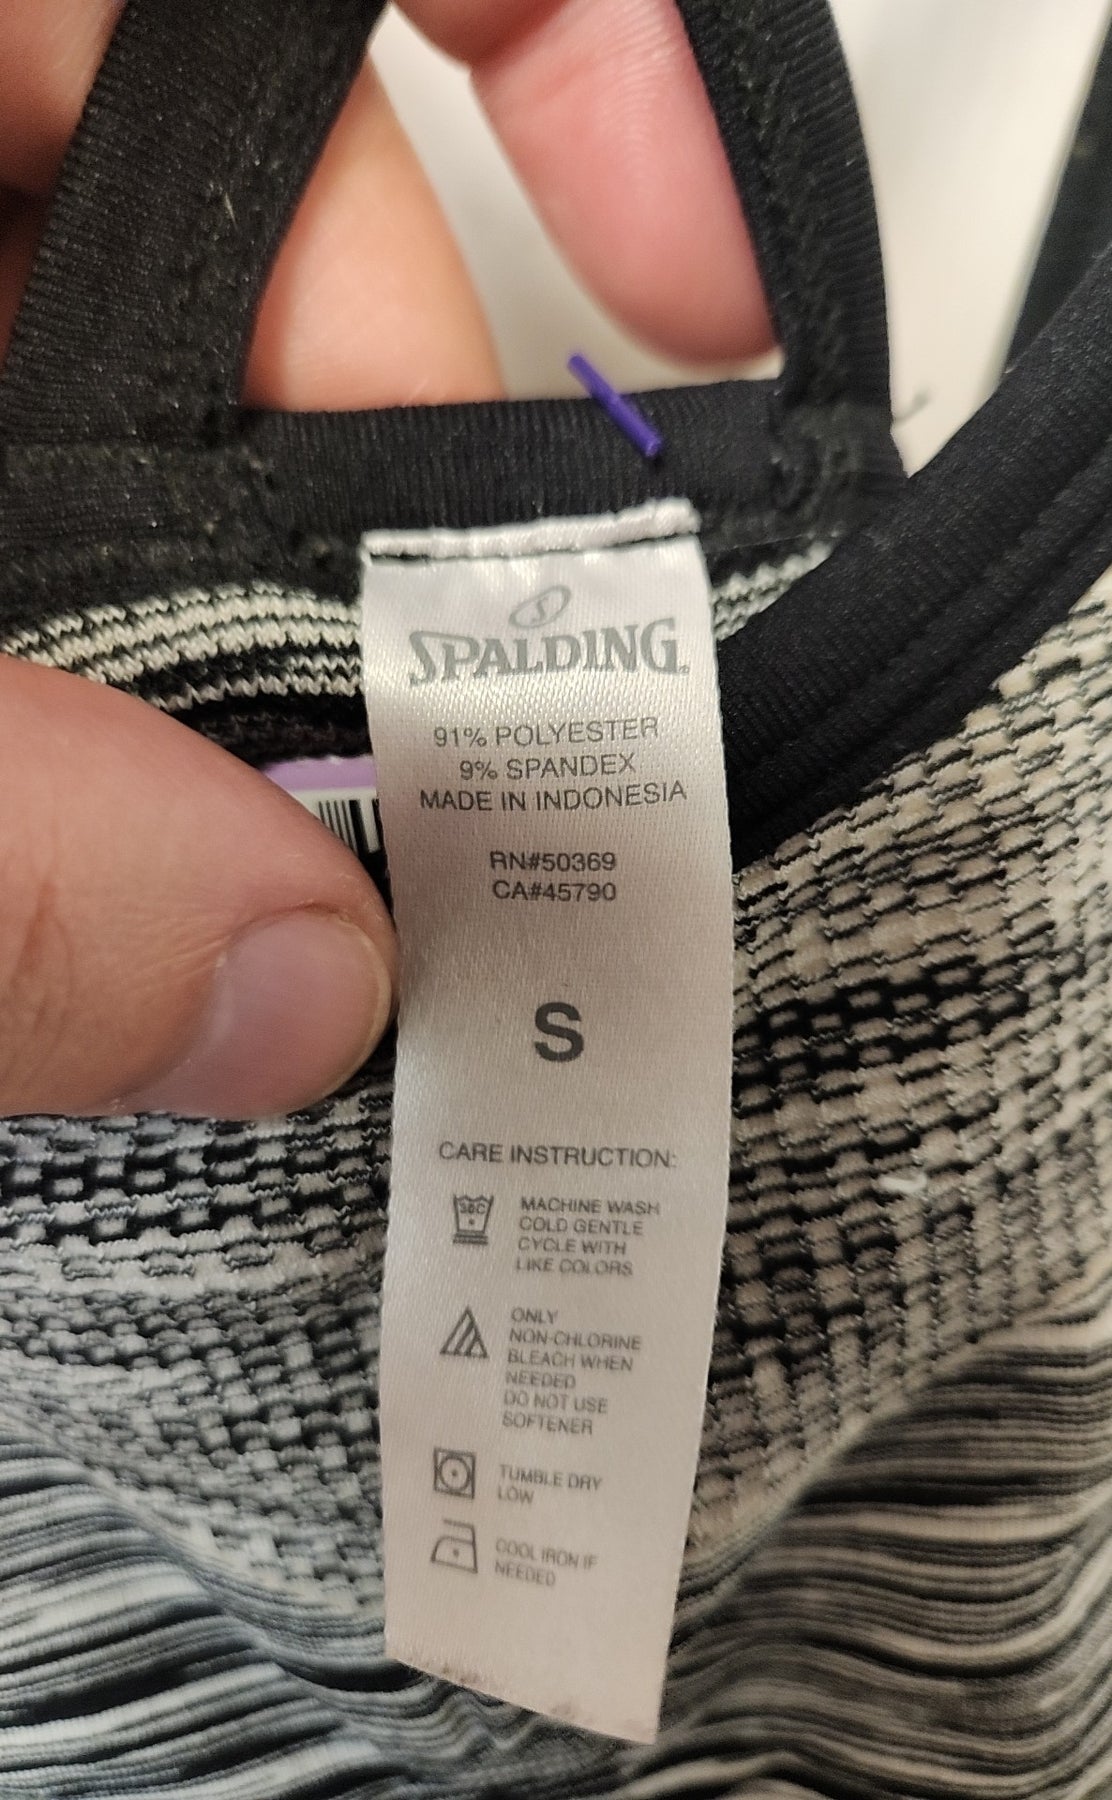 S
SPALDING.
91% POLYESTER
9% SPANDEX
MADE IN INDONESIA
RN#50369
CA#45790
S
CARE INSTRUCTION:
MACHINE WASH
COLD GENTLE
CYCLE WITH
LIKE COLORS
ONLY
NON-CHLORINE
BLEACH WHEN
NEEDED
DO NOT USE
SOFTENER
TUMBLE DRY
LOW
COOL IRON IF
NEEDED